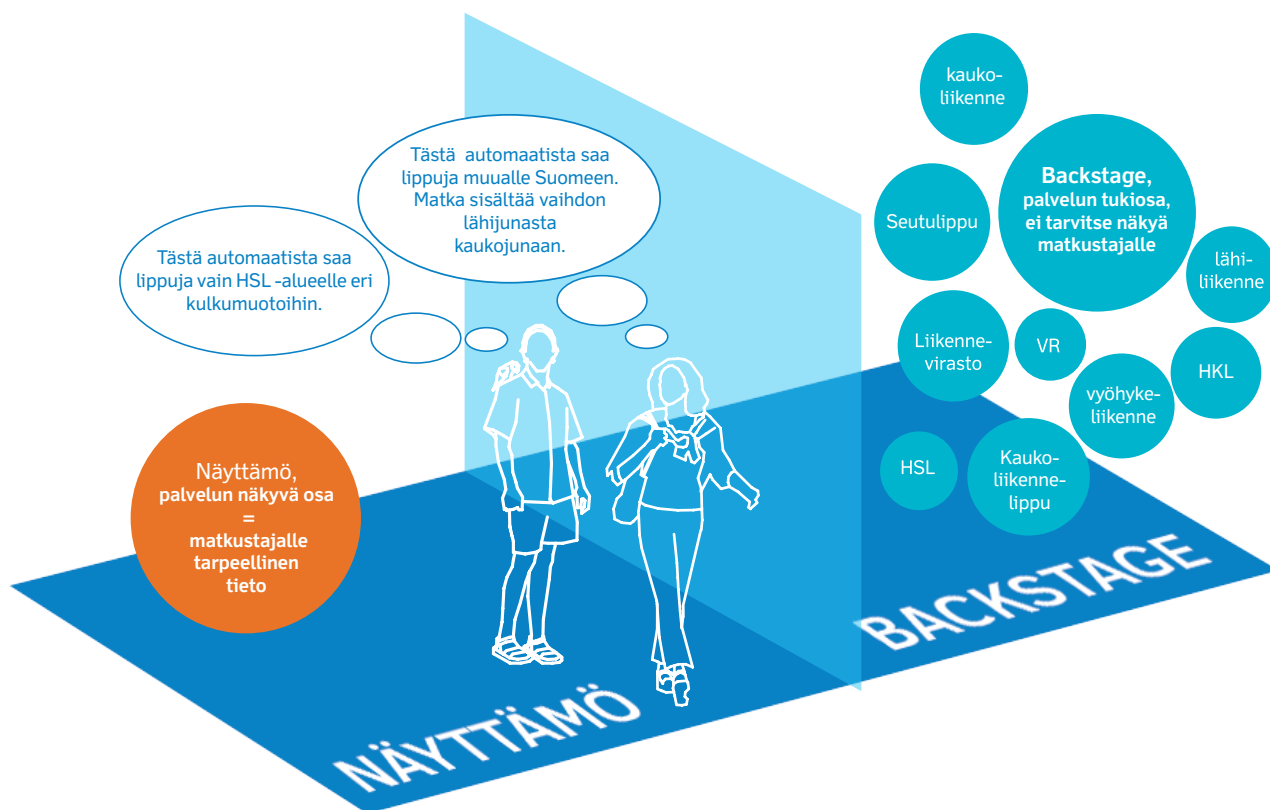 Tästä automaatista saa
lippuja muualle Suomeen.
Matka sisältää vaihdon
lähijunasta
kaukojunaan.
Tästä automaatista saa
lippuja vain HSL -alueelle eri
kulkumuotoihin.
Näyttämö,
palvelun näkyvä osa
=
matkustajalle
tarpeellinen
tieto
NÄYTTÄMÖ
kauko-
liikenne
Backstage,
palvelun tukiosa,
ei tarvitse näkyä
matkustajalle
Seutulippu
lähi-
liikenne
Liikenne-
virasto
VR
HKL
vyöhyke-
liikenne
HSL
Kauko-
liikenne-
lippu
BACKSTAGE